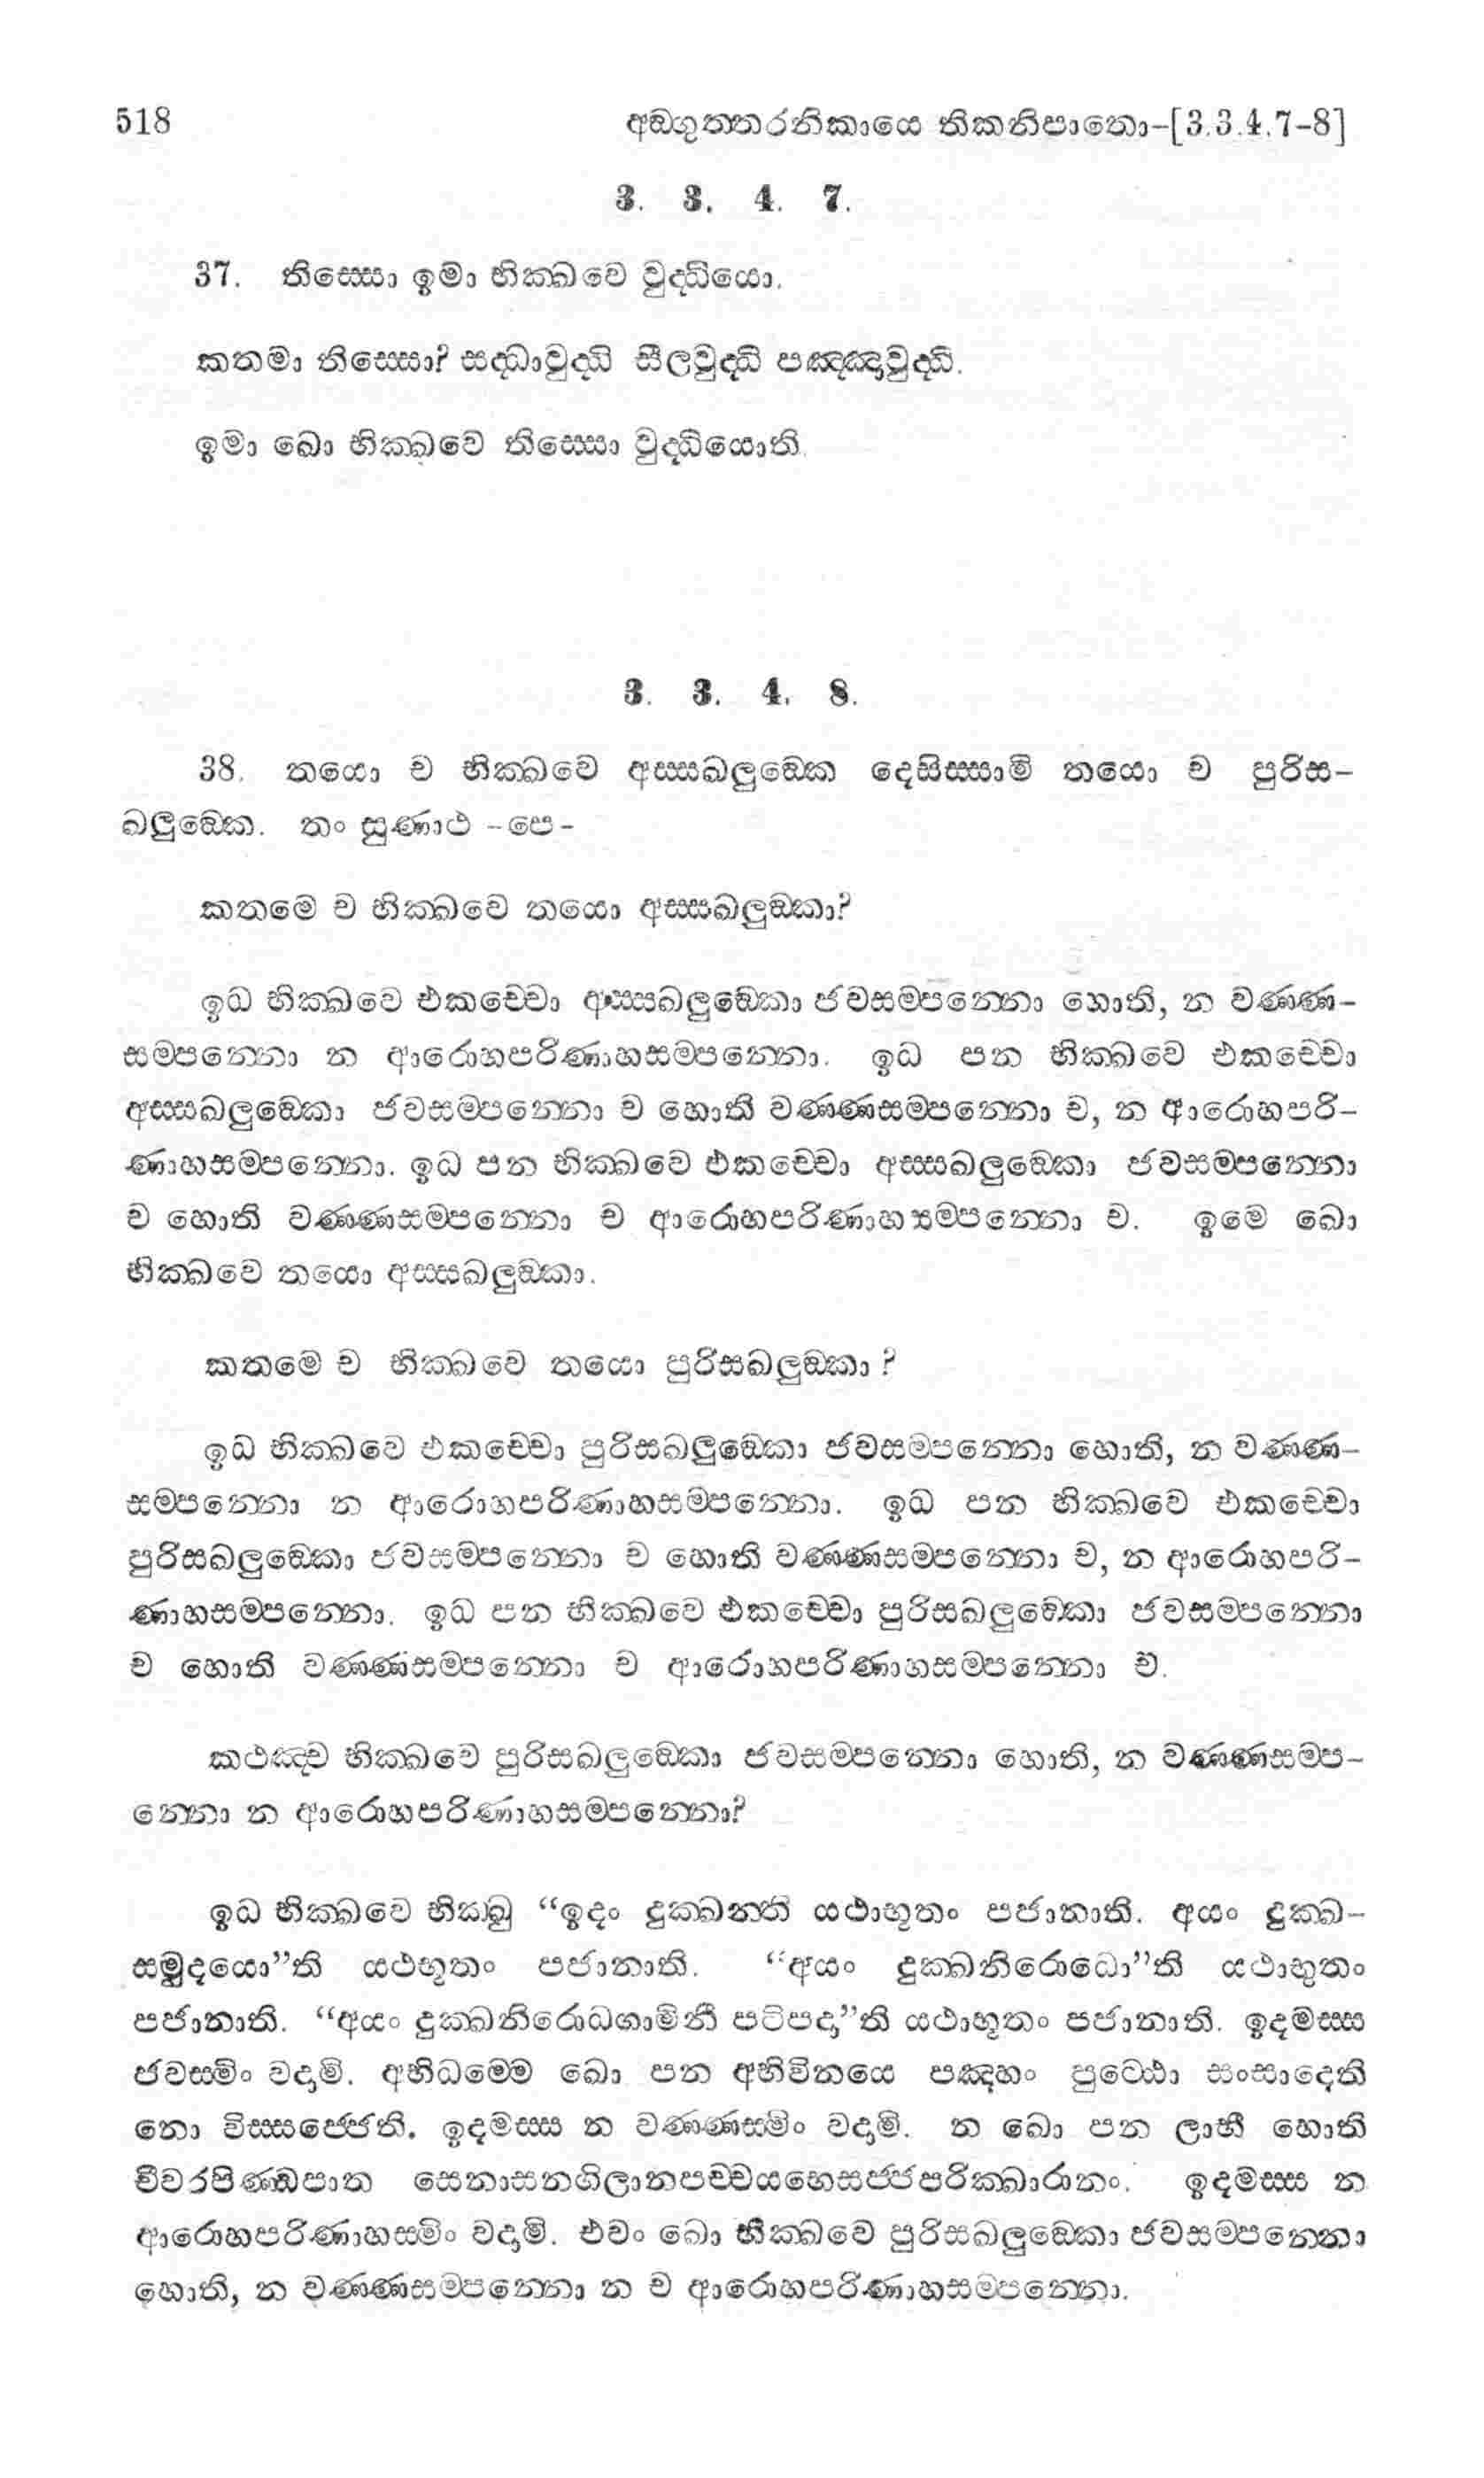 518 අඞ්ගුත්තරනිකායෙ තිකනිපාතො-[3.3.4.7-8]
3. 3. 4. 7.
37. තිස්සො ඉමා භික්ඛවෙ වුද්ධියො.
කතමා තිස්සො? සද්ධාවුද්ධි සීලවුද්ධි පඤ්ඤාවුද්ධි.
ඉමා ඛො භික්ඛවෙ තිස්සො වුද්ධියොති.
3. 3. 4. 8.
38. තයො ච භික්ඛවෙ අස්සඛලුඞ්කෙ දෙසිස්සාමි තයො ච පුරිස-
ඛලුඞ්කෙ. තං සුණාථ -පෙ-
කතමෙ ච භික්ඛවෙ තයො අස්සඛලුඞ්කා?
ඉධ භික්ඛවෙ එකච්චො අස්සඛලුඞ්කො ජවසම්පන්නො හොති, න වණ්ණ-
සම්පන්නො න ආරොහපරිණාහසම්පන්නො. ඉධ පන භික්ඛවෙ එකච්චො
අස්සඛලුඞ්කො ජවසම්පන්නො ච හොති වණ්ණසම්පන්නො ච, න ආරොහපරි-
ණාහසම්පන්නො. ඉධ පන භික්ඛවෙ එකච්චො අස්සඛලුඞ්කො ජවසම්පන්නො
ච හොති වණ්ණසම්පන්නො ච ආරොහපරිණාහසම්පන්නො ච. ඉමෙ ඛො
භික්ඛවෙ තයො අස්සඛලුඞ්කා.
කතමෙ ච භික්ඛවෙ තයො පුරිසඛලුඞ්කා ?
ඉධ භික්ඛවෙ එකච්චො පුරිසඛලුඞ්කො ජවසම්පන්නො හොති, න වණ්ණ-
සම්පන්නො න ආරොහපරිණාහසම්පන්නො. ඉධ පන භික්ඛවෙ එකච්චො
පුරිසඛලුඞ්කො ජවසම්පන්නො ච හොති වණ්ණසම්පන්නො ච, න ආරොහපරි-
ණාහසම්පන්නො. ඉධ පන භික්ඛවෙ එකච්චො පුරිසඛලුඞ්කො ජවසම්පන්නො
ච හොති වණ්ණසම්පන්නො ච ආරොහපරිණාහසම්පන්නො ච.
කථඤ්ච භික්ඛවෙ පුරිසඛලුඞ්කො ජවසම්පන්නො හොති, න වණ්ණසම්ප-
න්නො න ආරොහපරිණාහසම්පන්නො?
ඉධ භික්ඛවෙ භික්ඛු “ඉදං දුක්ඛන්ති යථාභූතං පජානාති. අයං දුක්ඛ-
සමුදයො”ති යථභූතං පජානාති. “අයං දුක්ඛනිරොධො”ති යථාභුතං
පජානාති. “අයං දුක්ඛනිරොධගාමිනී පටිපදා”ති යථාභූතං පජානාති. ඉදමස්ස
ජවස්මිං වදාමි. අභිධම්මෙ ඛො පන අභිවිනයෙ පඤ්හං පුට්ඨො සංසාදෙති
නො විස්සජ්ජෙති. ඉදමස්ස න වණ්ණස්මිං වදාමි. න ඛො පන ලාභී හොති
චීවරපිණ්ඩපාත සෙනාසනගිලානපච්චයභෙසජ්ජපරික්ඛාරානං. ඉදමස්ස න
ආරොහපරිණාහස්මිං වදාමි. එවං ඛො භික්ඛවෙ පුරිසඛලුඞ්කො ජවසම්පන්නො
හොති, න වණ්ණසම්පන්නො න ච ආරොහපරිණාහසම්පන්නො.